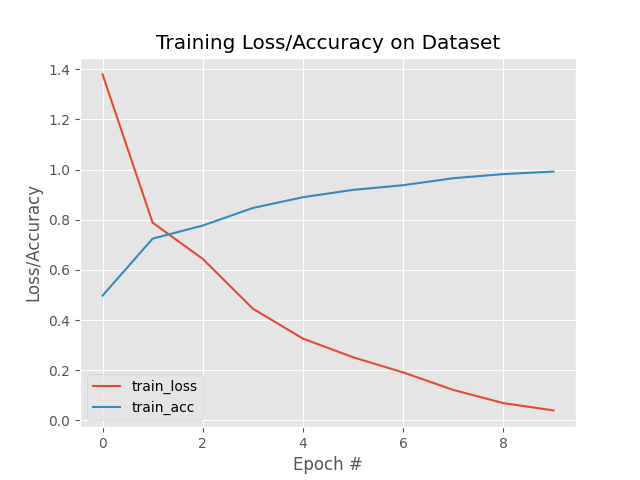 Training Loss/Accuracy on Dataset
1.4
1.2
1.0
0.8
0.6
0.4
0.2
0.0
Loss/Accuracy
train_loss
train_acc
0 2 4 6 8
Epoch #